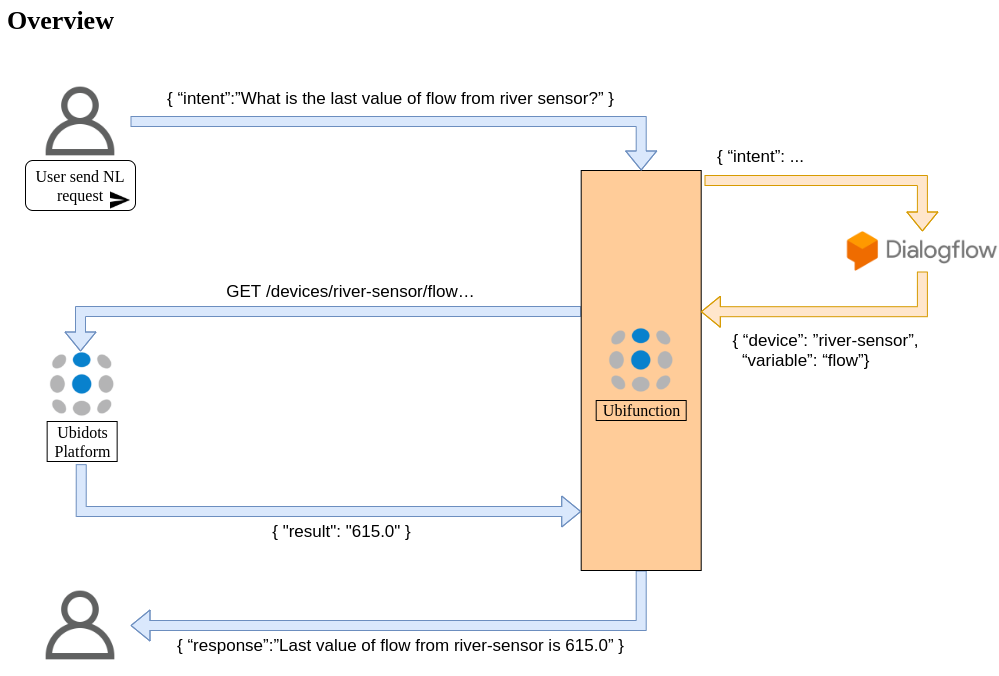 Overview
{ “intent”:”What is the last value of flow from river sensor?” }
User send NL
request
{ “intent”: ...
Dialogflow
GET /devices/river-sensor/flow…
{ “device”: ”river-sensor”,
“variable”: “flow”}
Ubifunction
Ubidots
Platform
{ "result": "615.0" }
{ “response”:”Last value of flow from river-sensor is 615.0” }